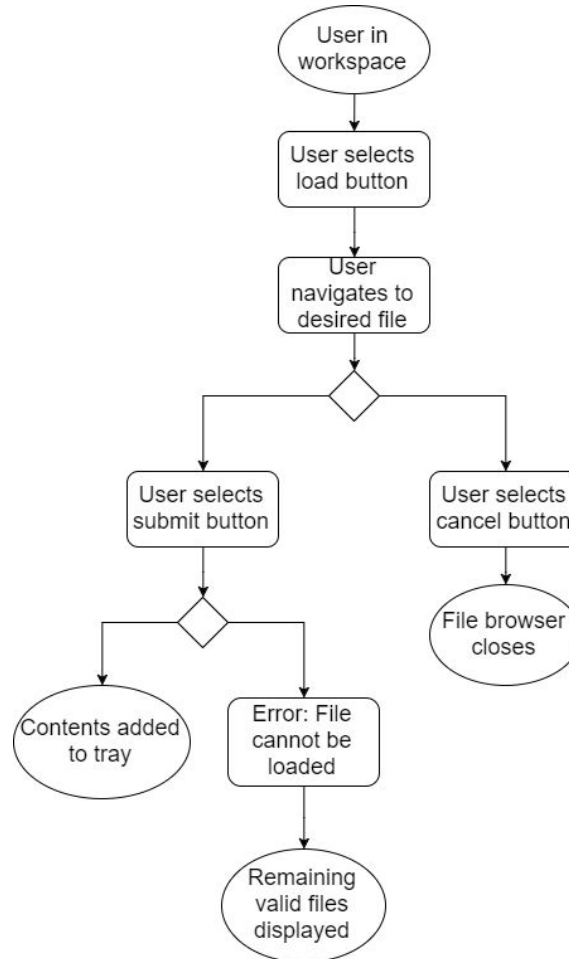 User in
workspace
User selects
load button
User
navigates to
desired file
User selects
submit button
User selects
cancel button
File browser
closes
Contents added
to tray
Error: File
cannot be
loaded
Remaining
valid files
displayed